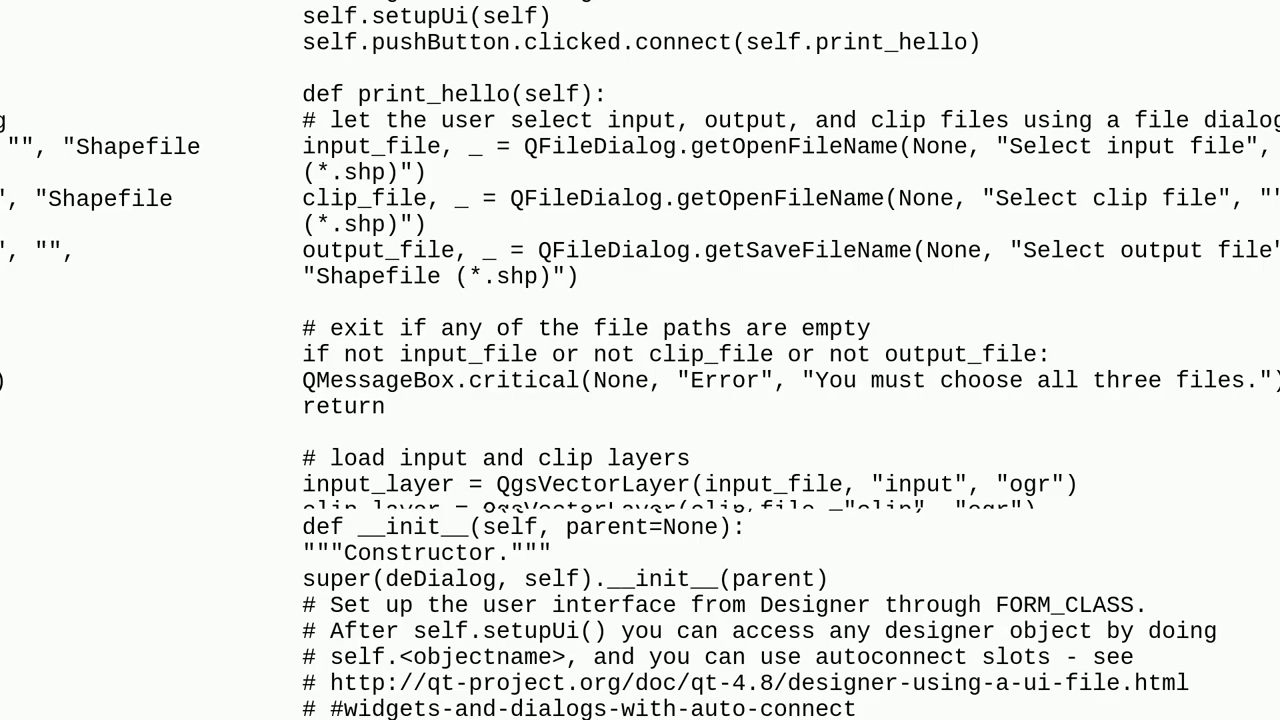 self.setupUi(self)
self.pushButton.clicked.connect(self.print_hello)
def print_hello(self):
g # let the user select input, output, and clip files using a file dialog
"", "Shapefile input_file, _ = QFileDialog.getOpenFileName(None, "Select input file",
(*.shp)")
", "Shapefile clip_file, _ = QFileDialog.getOpenFileName(None, "Select clip file", ""
(*.shp)")
", "", output_file, _ = QFileDialog.getSaveFileName(None, "Select output file"
"Shapefile (*.shp)")
# exit if any of the file paths are empty
if not input_file or not clip_file or not output_file:
) QMessageBox.critical(None, "Error", "You must choose all three files.")
return
# load input and clip layers
input_layer = QgsVectorLayer(input_file, "input", "ogr")
def __init__(self, parent=None):
"""Constructor."""
super(deDialog, self).__init__(parent)
# Set up the user interface from Designer through FORM_CLASS.
# After self.setupUi() you can access any designer object by doing
# self.<objectname>, and you can use autoconnect slots - see
# http://qt-project.org/doc/qt-4.8/designer-using-a-ui-file.html
# #widgets-and-dialogs-with-auto-connect